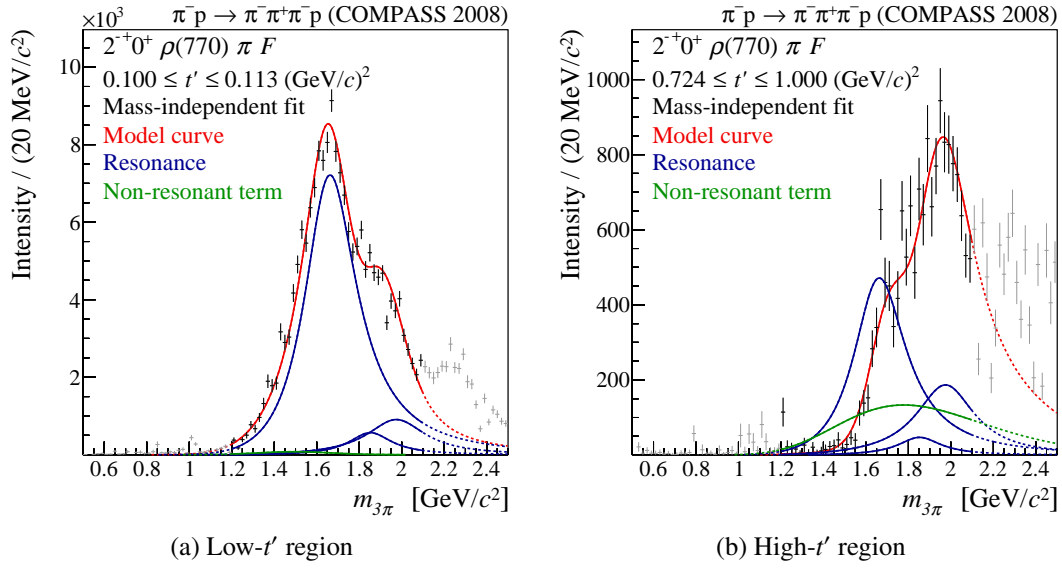 π⁻p → π⁻π⁺π⁻p (COMPASS 2008)
×10³
2⁻⁺0⁺ ρ(770) π F
0.100 ≤ t′ ≤ 0.113 (GeV/c)²
Mass-independent fit
Model curve
Resonance
Non-resonant term
Intensity / (20 MeV/c²)
10
8
6
4
2
0.6 0.8 1 1.2 1.4 1.6 1.8 2 2.2 2.4
m₃π [GeV/c²]
(a) Low-t′ region
π⁻p → π⁻π⁺π⁻p (COMPASS 2008)
2⁻⁺0⁺ ρ(770) π F
0.724 ≤ t′ ≤ 1.000 (GeV/c)²
Mass-independent fit
Model curve
Resonance
Non-resonant term
Intensity / (20 MeV/c²)
1000
800
600
400
200
0.6 0.8 1 1.2 1.4 1.6 1.8 2 2.2 2.4
m₃π [GeV/c²]
(b) High-t′ region